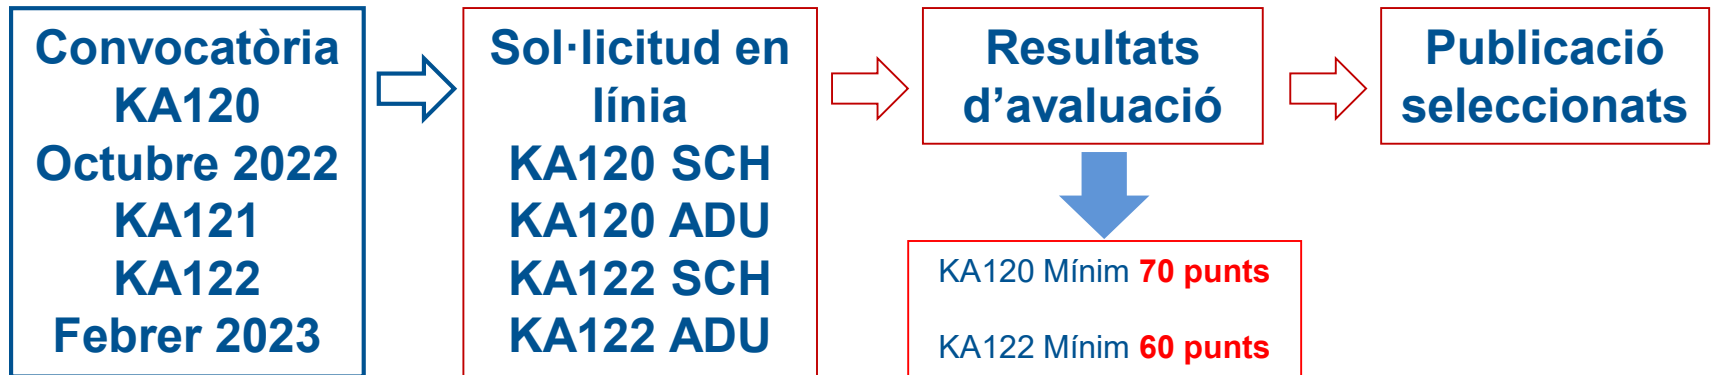 Convocatòria
KA120
Octubre 2022
KA121
KA122
Febrer 2023
Sol·licitud en
línia
KA120 SCH
KA120 ADU
KA122 SCH
KA122 ADU
Resultats
d’avaluació
KA120 Mínim 70 punts
KA122 Mínim 60 punts
Publicació
seleccionats